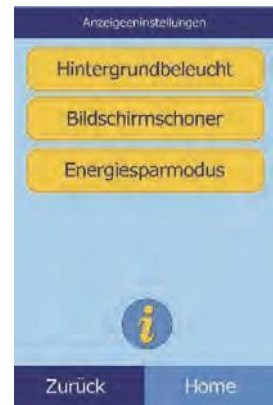 Anzeigeeinstellungen
Hintergrundbeleucht
Bildschirmschoner
Energiesparmodus
i
Zurück Home